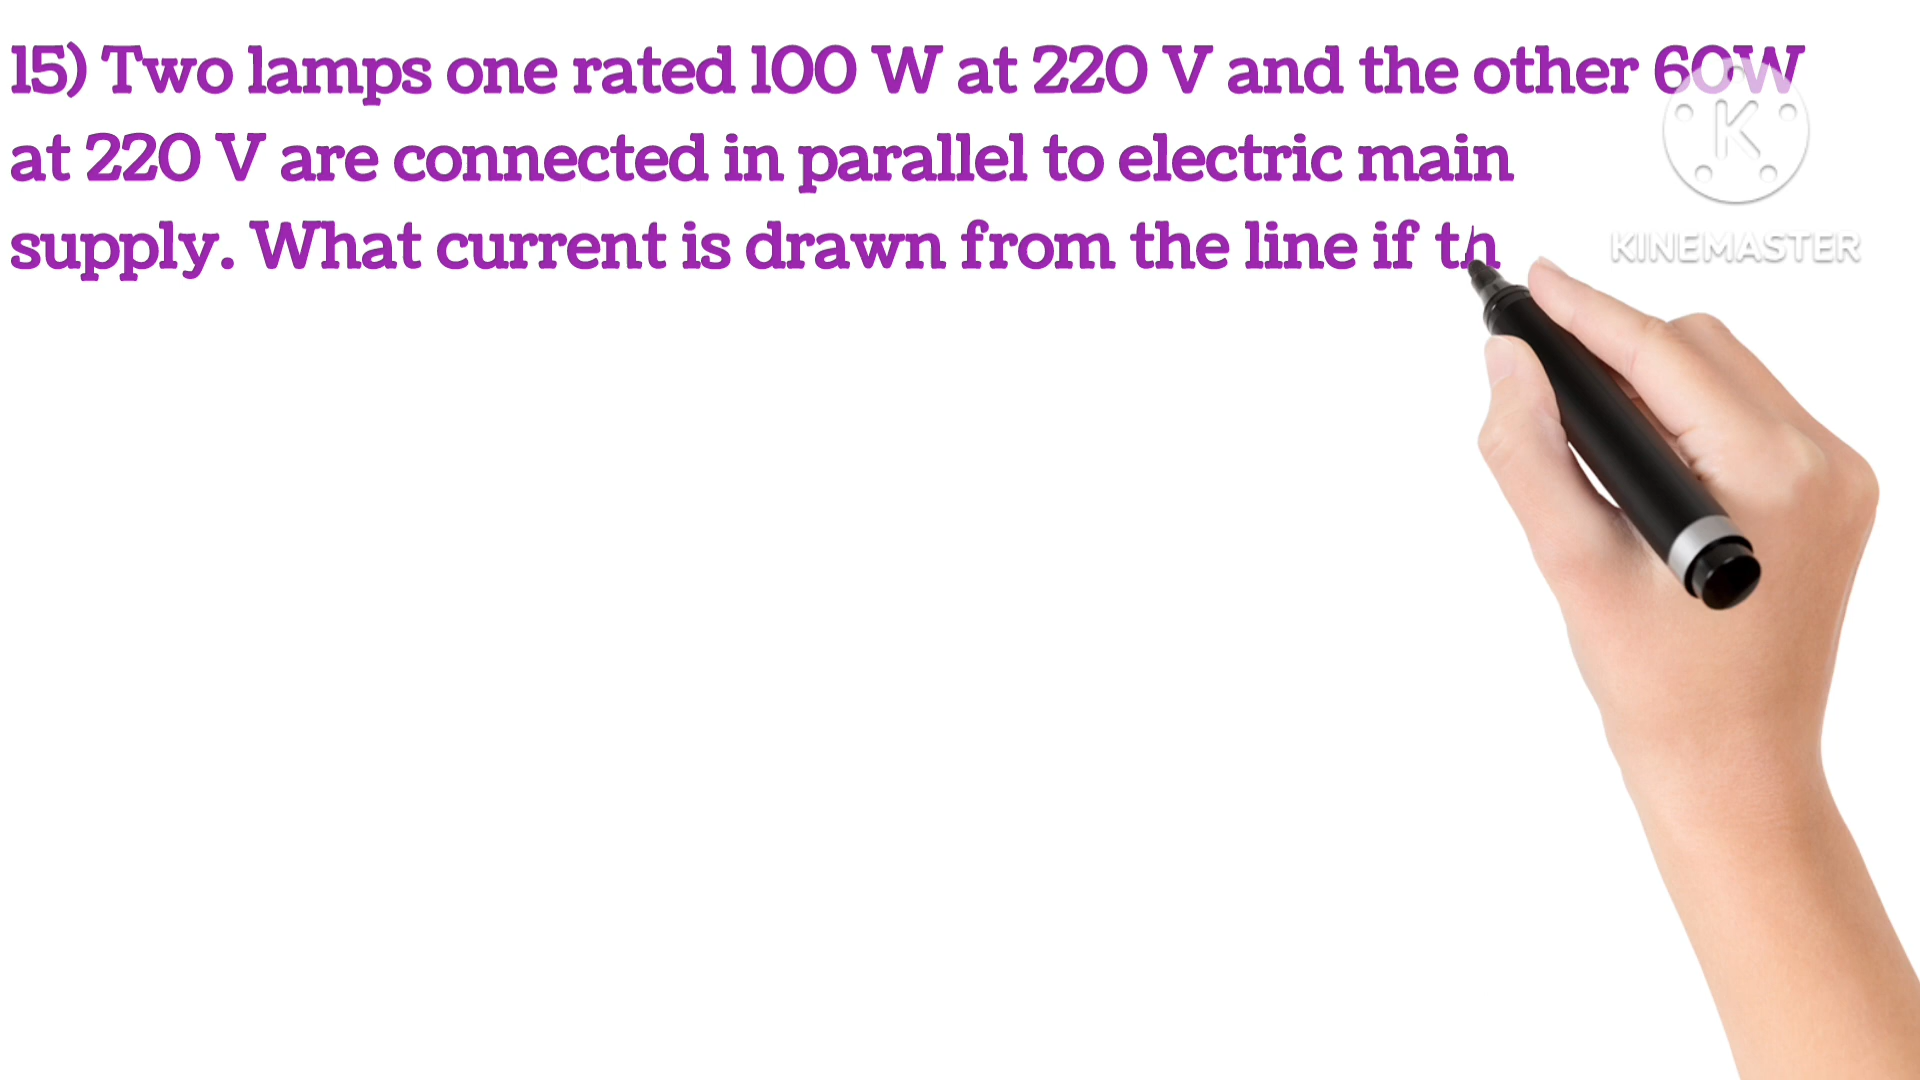 15) Two lamps one rated 100 W at 220 V and the other 60W
at 220 V are connected in parallel to electric main
supply. What current is drawn from the line if
K
KINEMASTER